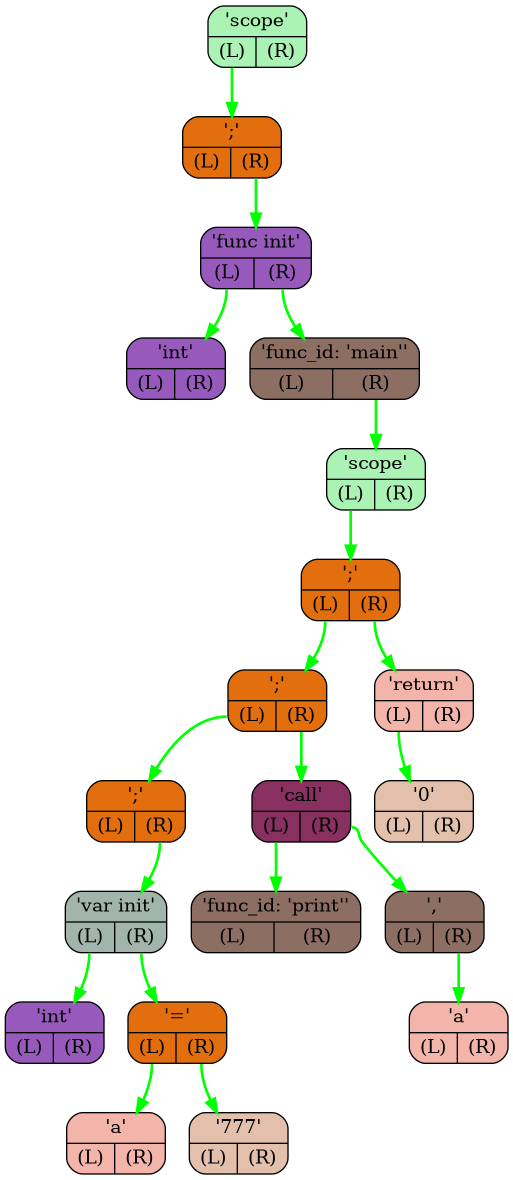 'scope'
(L) (R)
';'
(L) (R)
'func init'
(L) (R)
'int'
(L) (R)
'func_id: 'main''
(L) (R)
'scope'
(L) (R)
';'
(L) (R)
';'
(L) (R)
'return'
(L) (R)
';'
(L) (R)
'call'
(L) (R)
'0'
(L) (R)
'var init'
(L) (R)
'func_id: 'print''
(L) (R)
','
(L) (R)
'int'
(L) (R)
'='
(L) (R)
'a'
(L) (R)
'a'
(L) (R)
'777'
(L) (R)